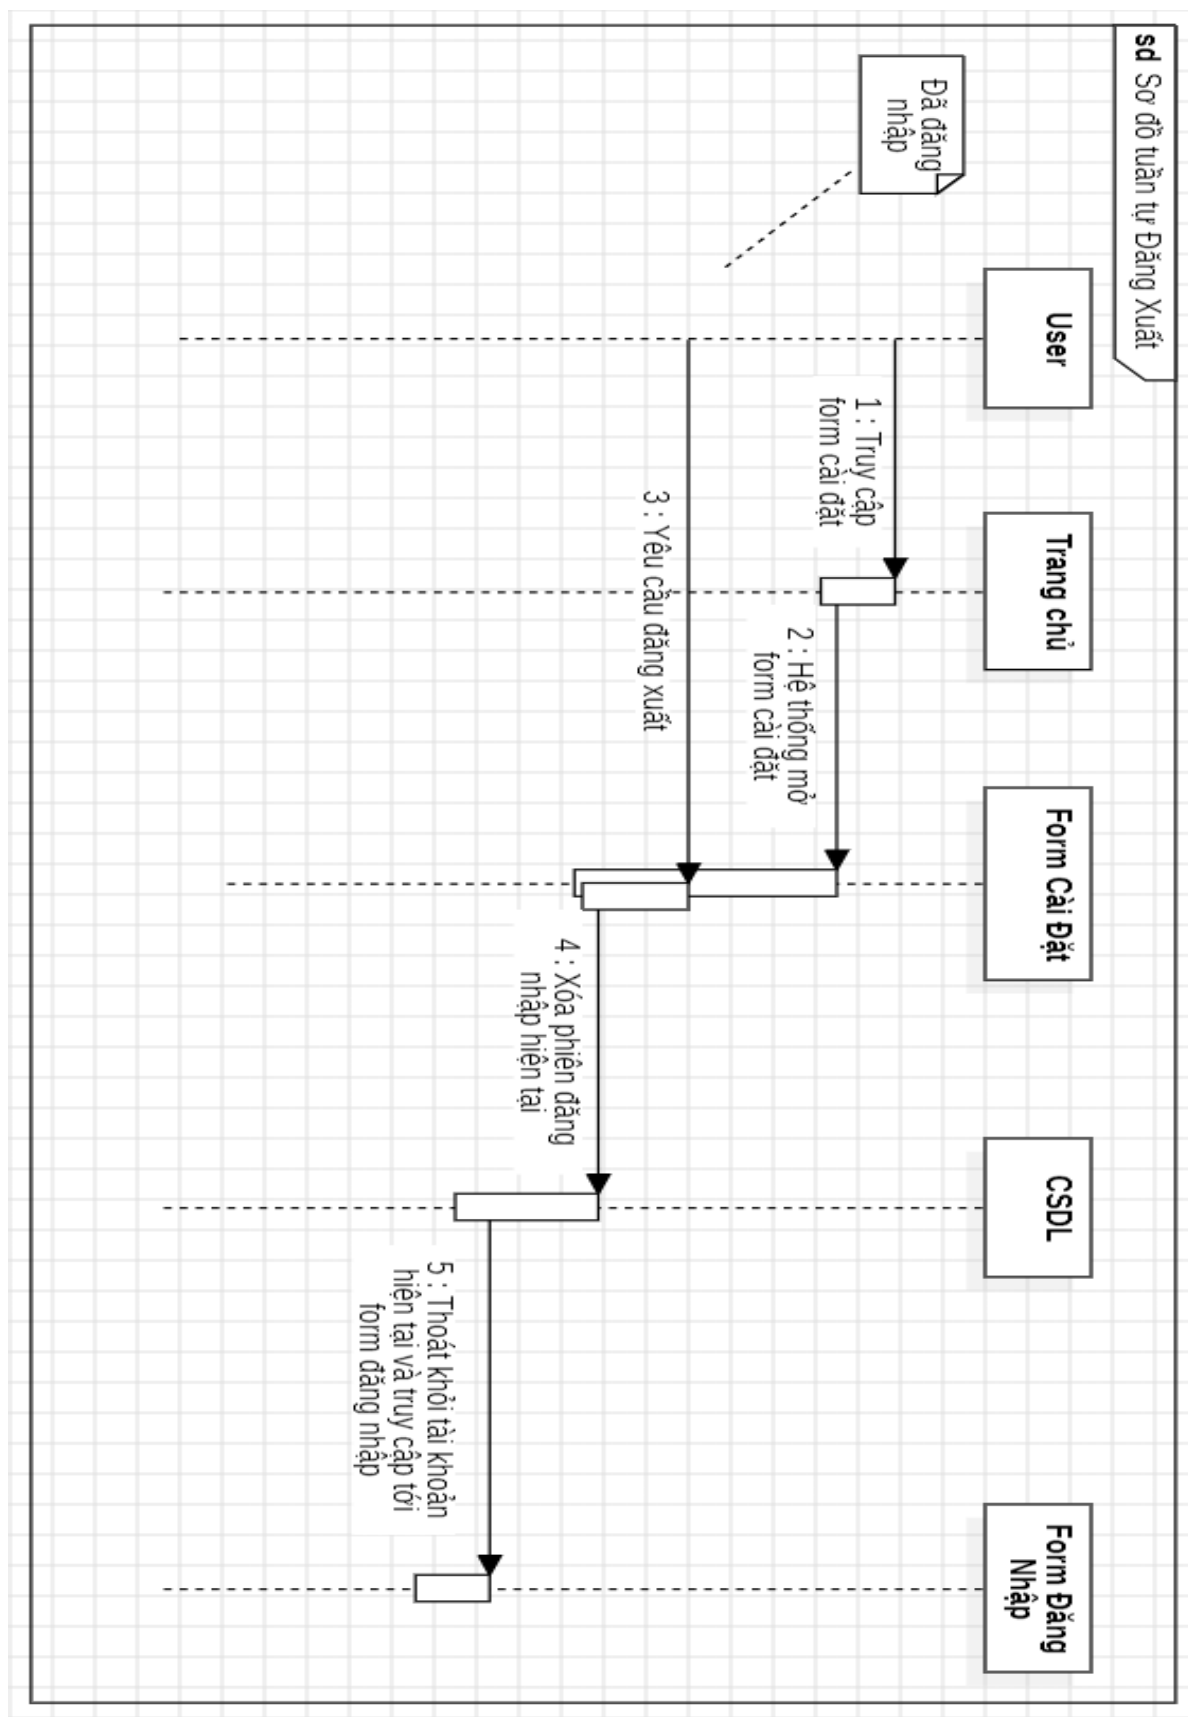 sd Sơ đồ tuần tự Đăng Xuất
Đã đăng
nhập
User
Trang chủ
Form Cài Đặt
CSDL
Form Đăng
Nhập
1 : Truy cập
form cài đặt
2 : Hệ thống mở
form cài đặt
3 : Yêu cầu đăng xuất
4 : Xóa phiên đăng
nhập hiện tại
5 : Thoát khỏi tài khoản
hiện tại và truy cập tới
form đăng nhập